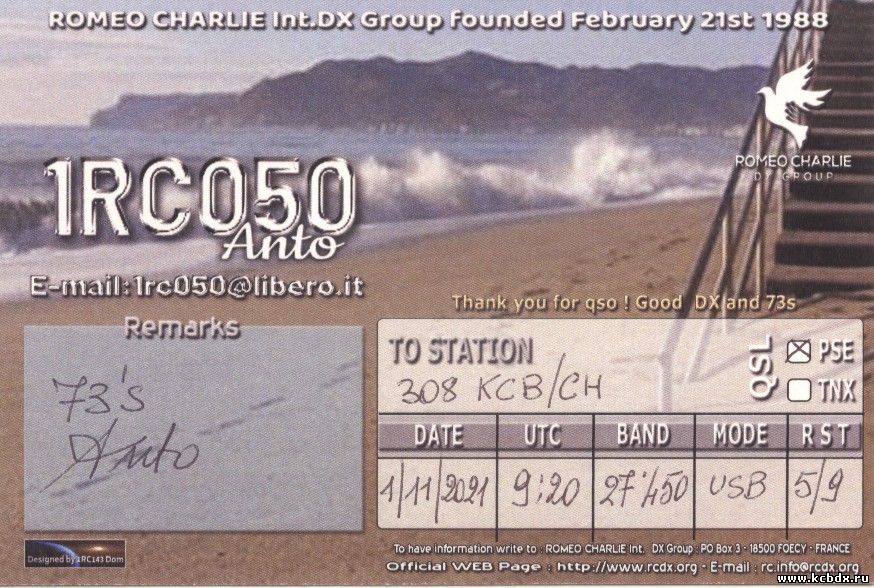 ROMEO CHARLIE Int.DX Group founded February 21st 1988
ROMEO CHARLIE
DX GROUP
1RC050
Anto
E-mail:1rc050@libero.it
Thank you for qso ! Good DX and 73s
Remarks
73's
Anto
TO STATION
308 KCB/CH
QSL
PSE
TNX
DATE UTC BAND MODE RST
1/11/2021 9:20 27'450 USB 5/9
Designed by 1RC143 Dom
To have information write to : ROMEO CHARLIE Int. DX Group : PO Box 3 - 18500 FOECY - FRANCE
Official WEB Page : http://www.rcdx.org - E-mail : rc.info@rcdx.org
www.kcbdx.ru